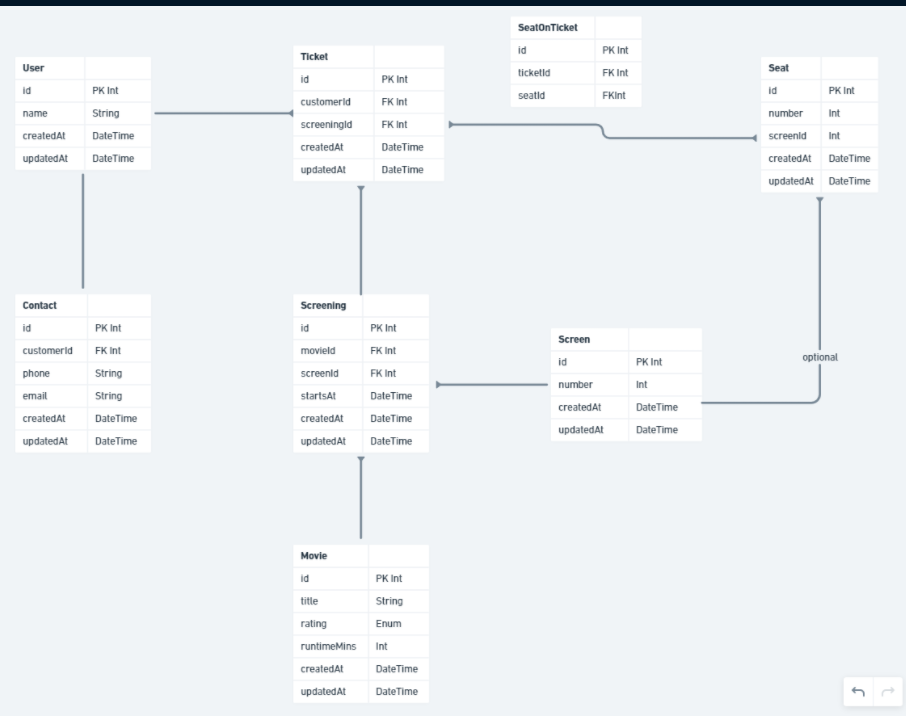 SeatOnTicket
id PK Int
ticketId FK Int
seatId FKInt
User
id PK Int
name String
createdAt DateTime
updatedAt DateTime
Ticket
id PK Int
customerId FK Int
screeningId FK Int
createdAt DateTime
updatedAt DateTime
Seat
id PK Int
number Int
screenId Int
createdAt DateTime
updatedAt DateTime
Contact
id PK Int
customerId FK Int
phone String
email String
createdAt DateTime
updatedAt DateTime
Screening
id PK Int
movieId FK Int
screenId FK Int
startsAt DateTime
createdAt DateTime
updatedAt DateTime
Screen
id PK Int
number Int
createdAt DateTime
updatedAt DateTime
optional
Movie
id PK Int
title String
rating Enum
runtimeMins Int
createdAt DateTime
updatedAt DateTime